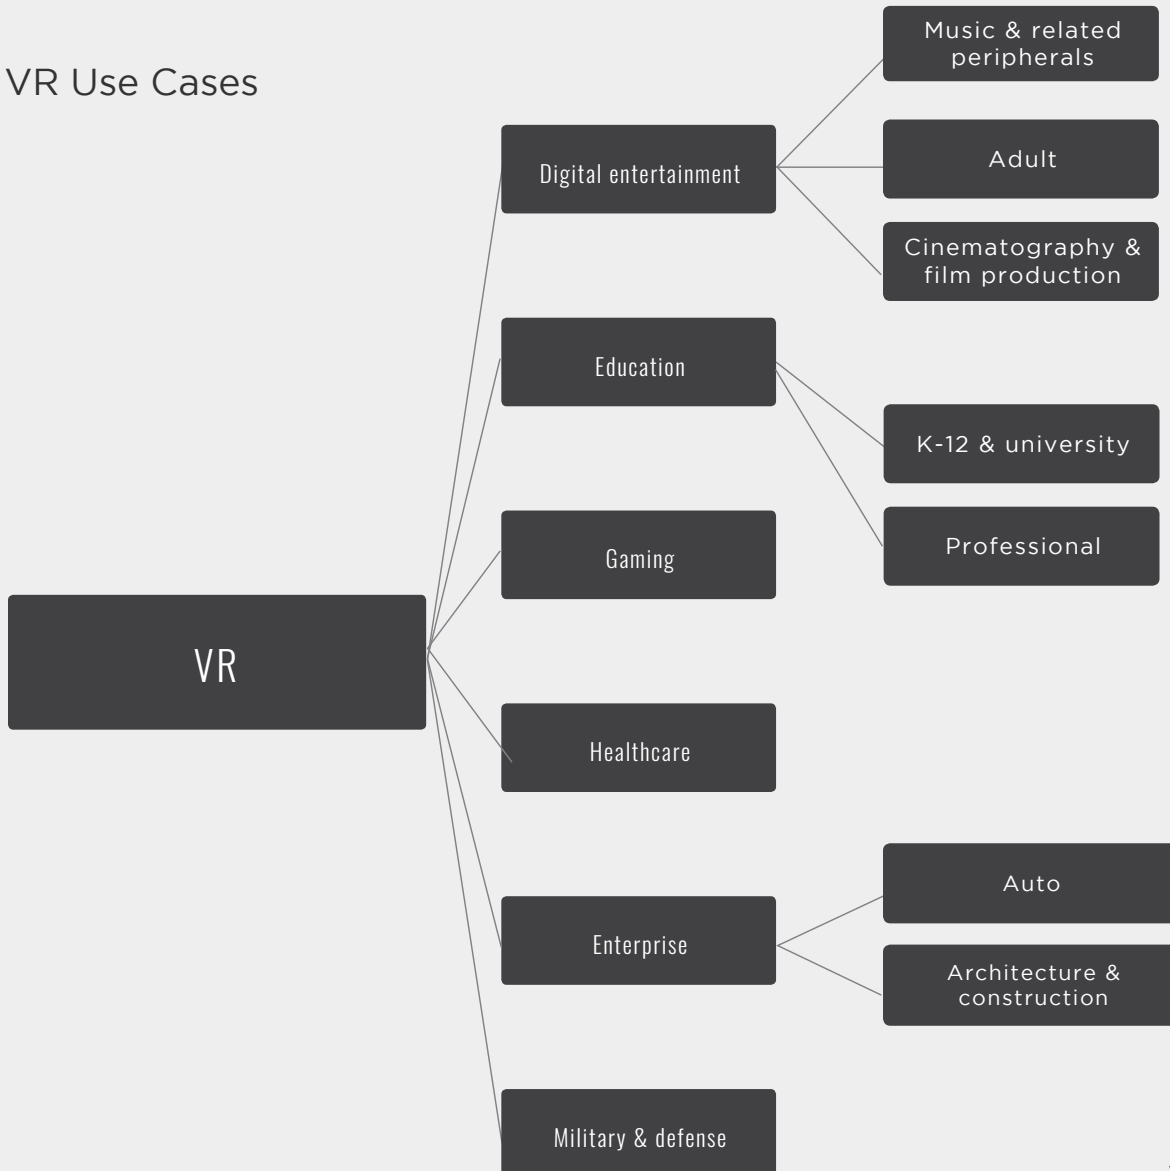 VR Use Cases
Music & related
peripherals
Digital entertainment
Adult
Cinematography &
film production
Education
K-12 & university
Professional
Gaming
VR
Healthcare
Auto
Enterprise
Architecture &
construction
Military & defense